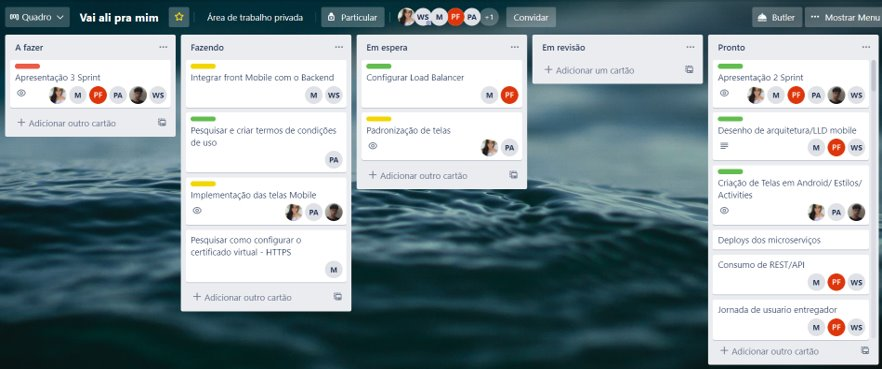 Quadro
Vai ali pra mim
Área de trabalho privada
Particular
WS
M
PF
PA
+1
Convidar
Butler
Mostrar Menu
A fazer
Apresentação 3 Sprint
M PF PA WS
+ Adicionar outro cartão
Fazendo
Integrar front Mobile com o Backend
M WS
Pesquisar e criar termos de condições
de uso
PA
Implementação das telas Mobile
PA
Pesquisar como configurar o
certificado virtual - HTTPS
M
+ Adicionar outro cartão
Em espera
Configurar Load Balancer
M PF
Padronização de telas
PA
+ Adicionar outro cartão
Em revisão
+ Adicionar um cartão
Pronto
Apresentação 2 Sprint
M PF PA WS
Desenho de arquitetura/LLD mobile
M PF WS
Criação de Telas em Android/ Estilos/
Activities
PA
Deploys dos microserviços
Consumo de REST/API
M PF WS
Jornada de usuario entregador
M PF WS
+ Adicionar outro cartão